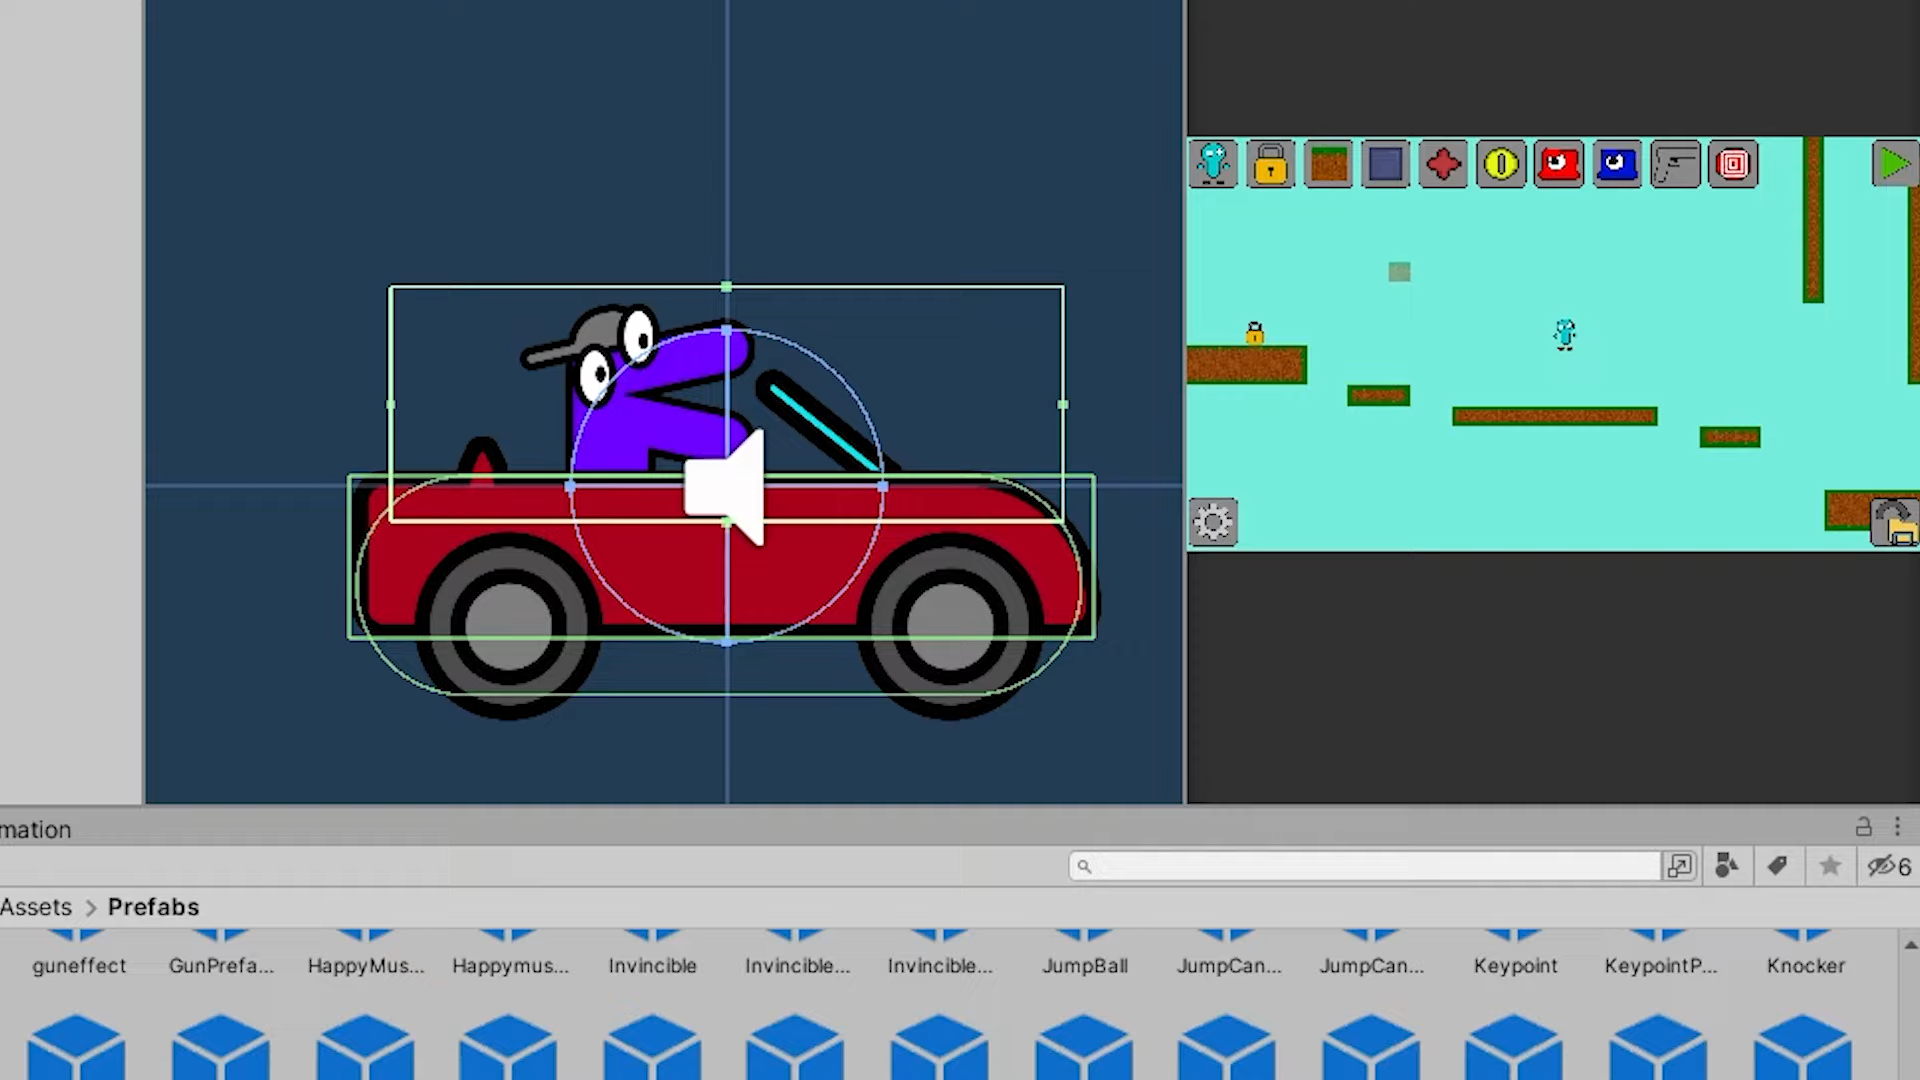 mation
6
Assets > Prefabs
guneffect GunPrefa... HappyMus... Happymus... Invincible Invincible... Invincible... JumpBall JumpCan... JumpCan... Keypoint KeypointP... Knocker